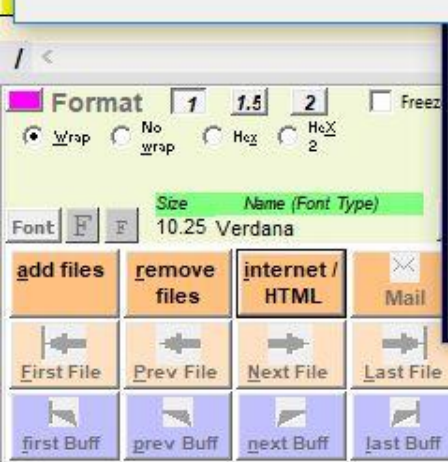 / <
Format 1 1.5 2 Freez
Wrap No wrap Hex HeX 2
Size Name (Font Type)
Font F F 10.25 Verdana
add files remove files internet / HTML Mail
First File Prev File Next File Last File
first Buff prev Buff next Buff last Buff